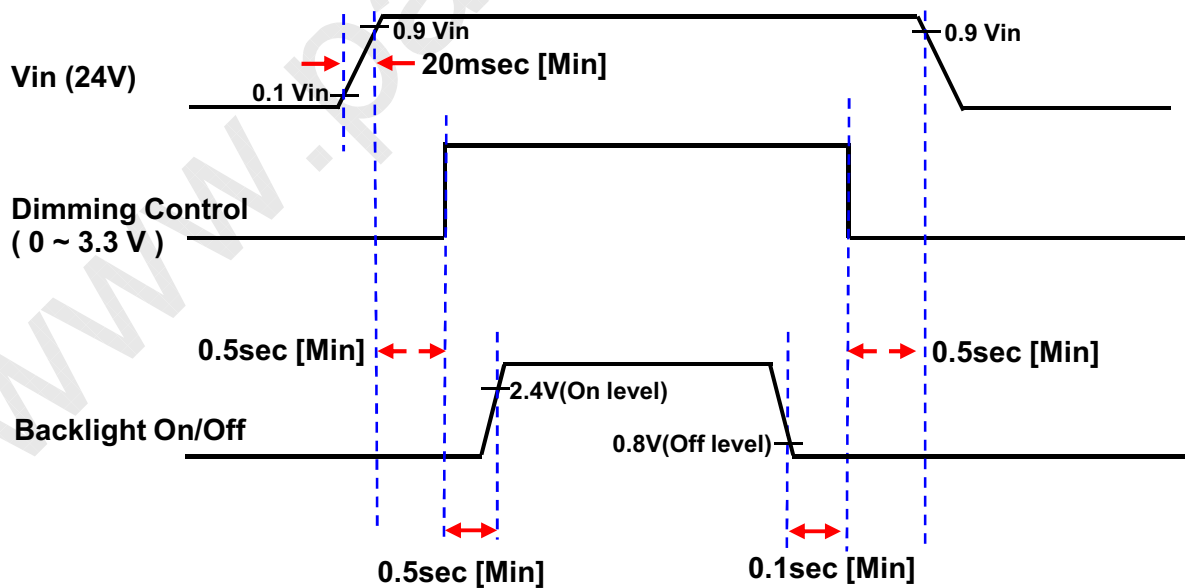 0.9 Vin
0.9 Vin
20msec [Min]
Vin (24V)
0.1 Vin
Dimming Control
( 0 ~ 3.3 V )
0.5sec [Min]
0.5sec [Min]
2.4V(On level)
Backlight On/Off
0.8V(Off level)
0.5sec [Min]
0.1sec [Min]
www.pa